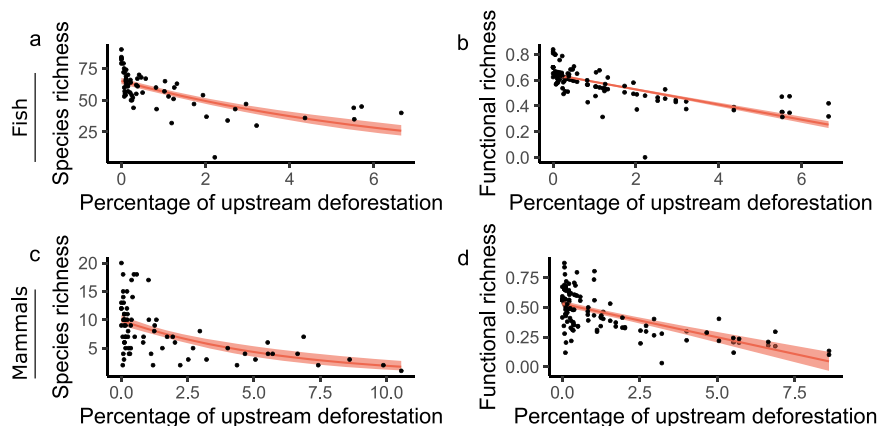 a
b
Fish
Species richness
75
50
25
0
2
4
6
Percentage of upstream deforestation
Functional richness
0.8
0.6
0.4
0.2
0.0
0
2
4
6
Percentage of upstream deforestation
c
d
Mammals
Species richness
20
15
10
5
0.0
2.5
5.0
7.5
10.0
Percentage of upstream deforestation
Functional richness
0.75
0.50
0.25
0.00
0.0
2.5
5.0
7.5
Percentage of upstream deforestation